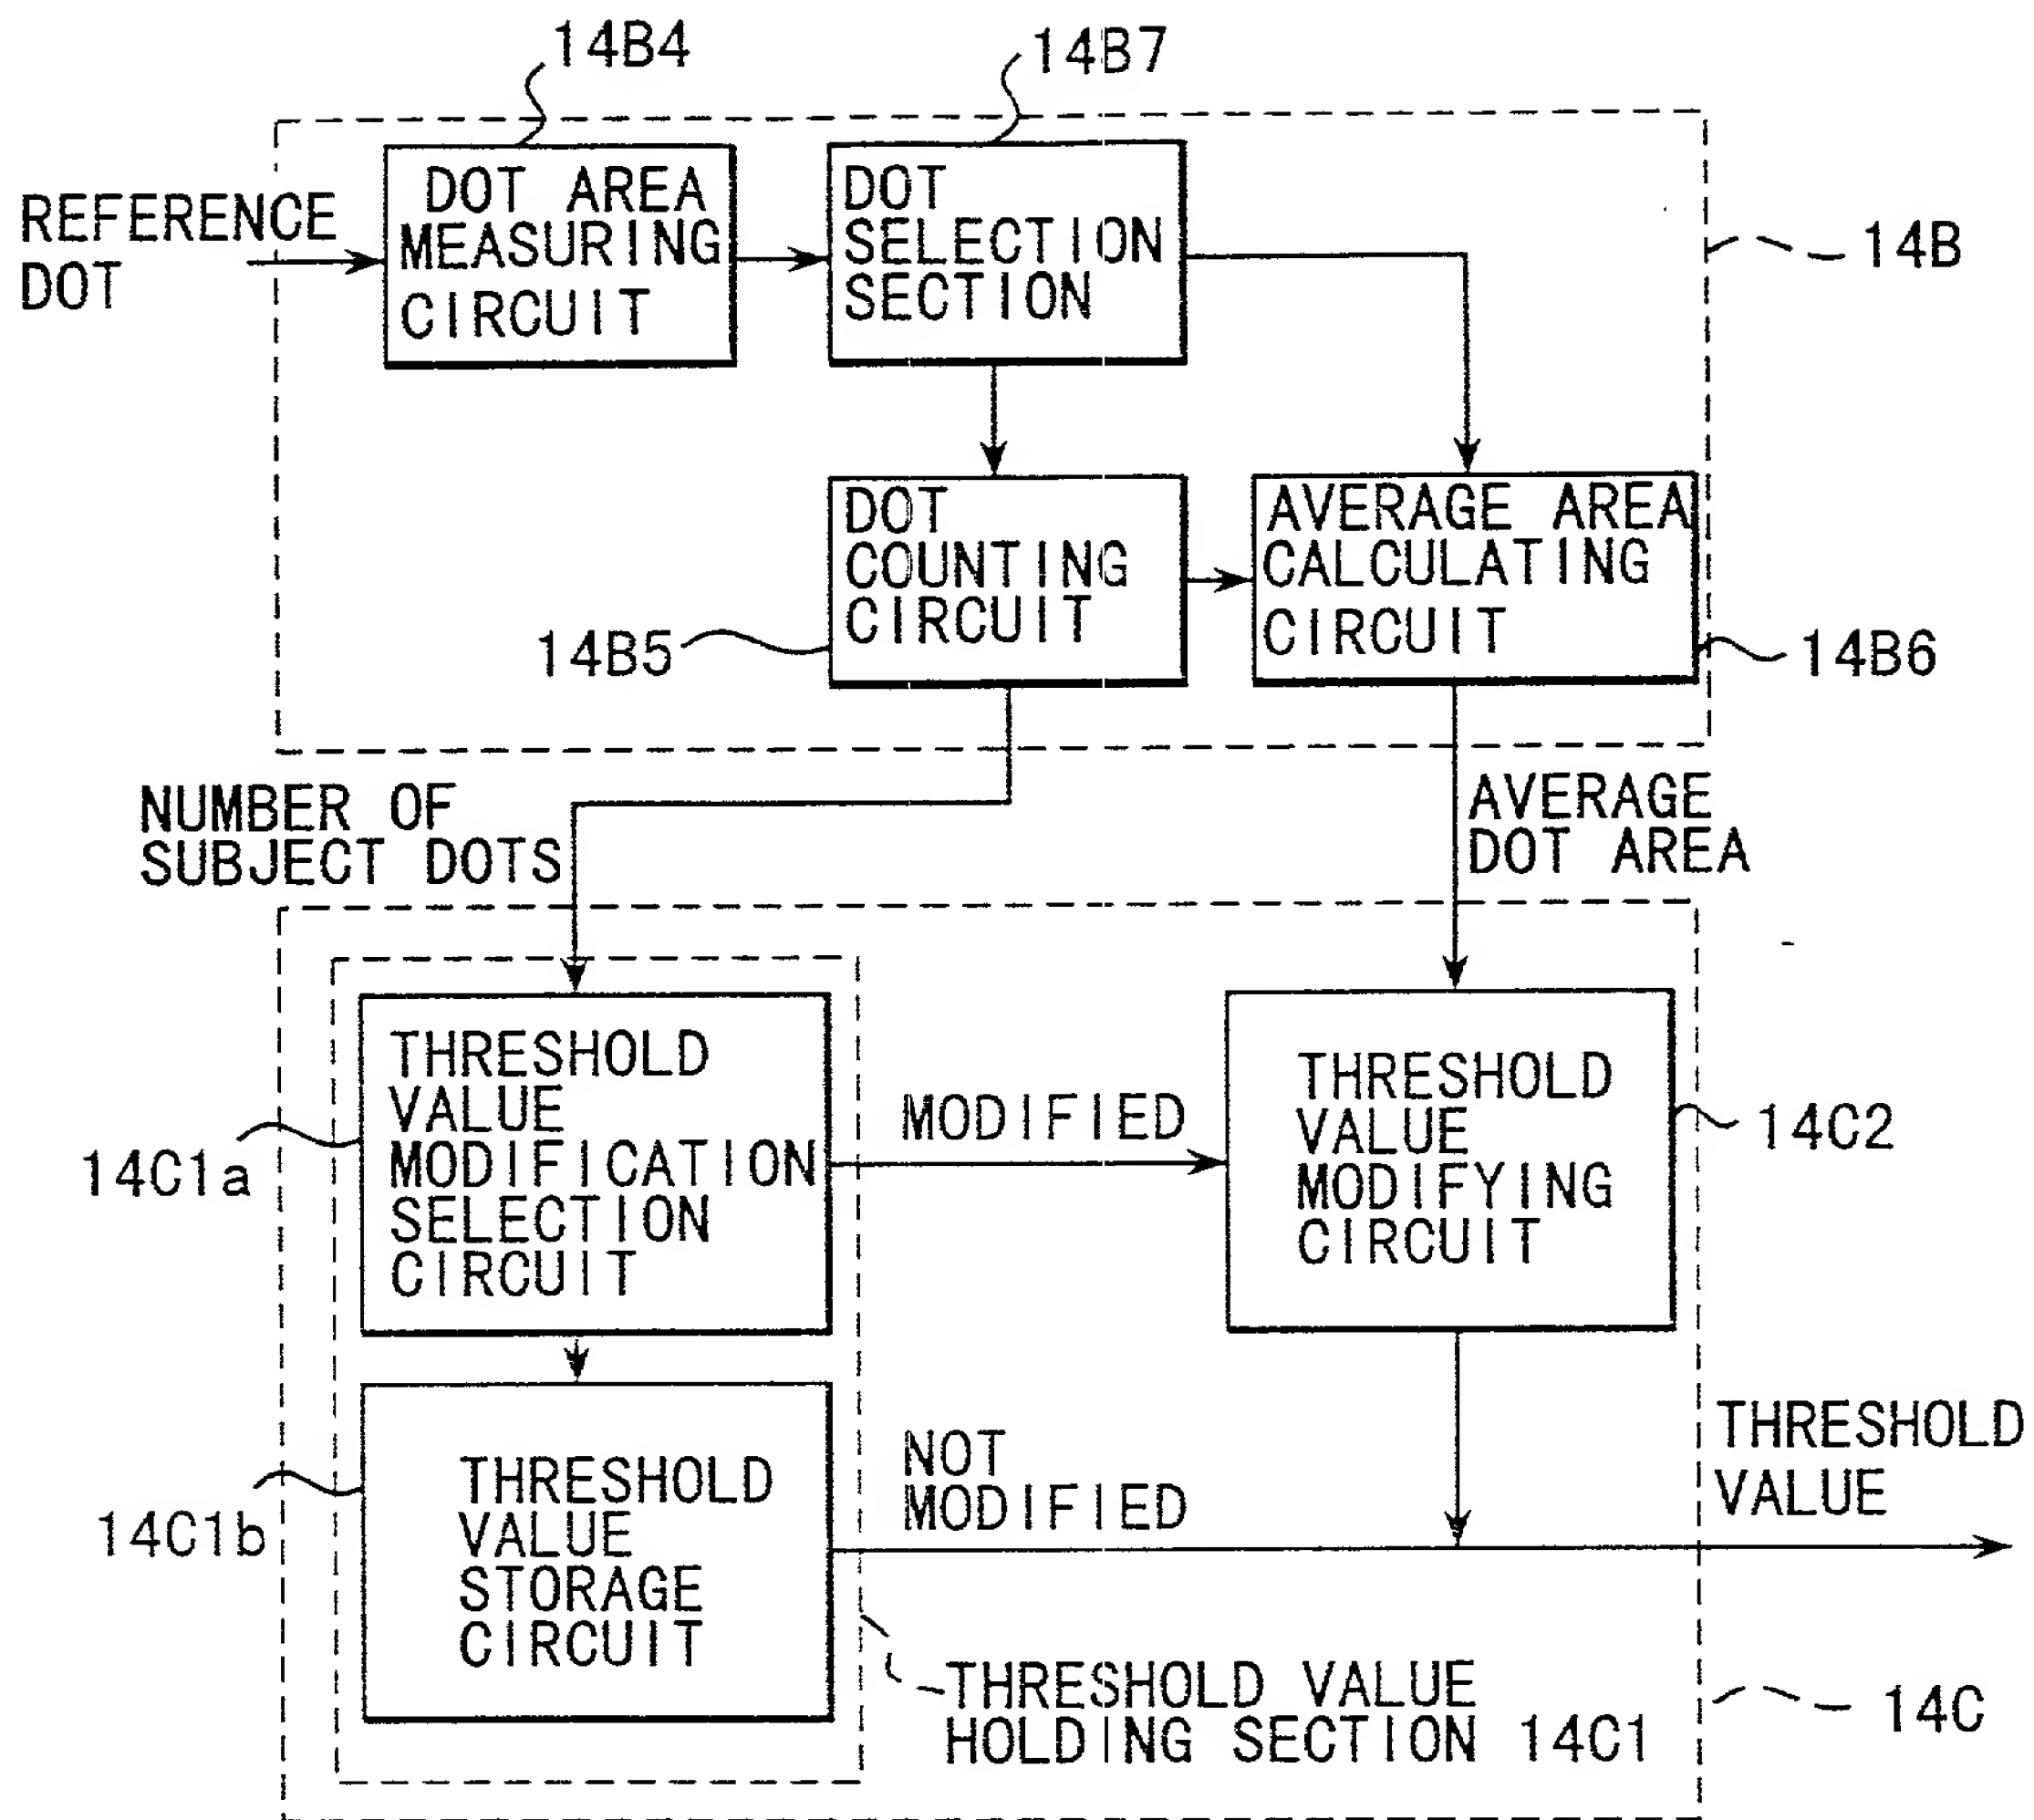 14B4
14B7
REFERENCE
DOT
DOT AREA
MEASURING
CIRCUIT
DOT
SELECTION
SECTION
14B
DOT
COUNTING
CIRCUIT
AVERAGE AREA
CALCULATING
CIRCUIT
14B5
14B6
NUMBER OF
SUBJECT DOTS
AVERAGE
DOT AREA
THRESHOLD
VALUE
MODIFICATION
SELECTION
CIRCUIT
14C1a
MODIFIED
THRESHOLD
VALUE
MODIFYING
CIRCUIT
14C2
THRESHOLD
VALUE
STORAGE
CIRCUIT
14C1b
NOT
MODIFIED
THRESHOLD
VALUE
THRESHOLD VALUE
HOLDING SECTION 14C1
14C